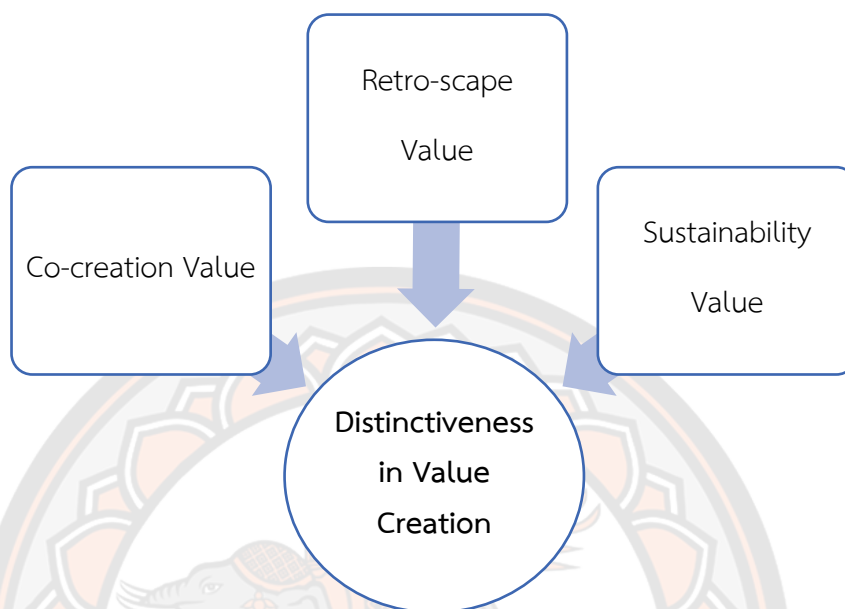 Retro-scape
Value
Co-creation Value
Sustainability
Value
Distinctiveness
in Value
Creation